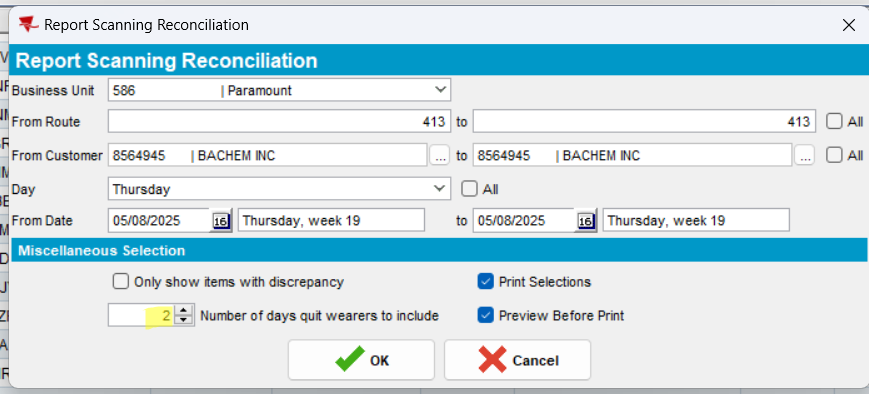 Report Scanning Reconciliation
Report Scanning Reconciliation
Business Unit 586 | Paramount
From Route 413 to 413 All
From Customer 8564945 | BACHEM INC ... to 8564945 | BACHEM INC ... All
Day Thursday All
From Date 05/08/2025 16 Thursday, week 19 to 05/08/2025 16 Thursday, week 19
Miscellaneous Selection
Only show items with discrepancy Print Selections
2 Number of days quit wearers to include Preview Before Print
OK Cancel